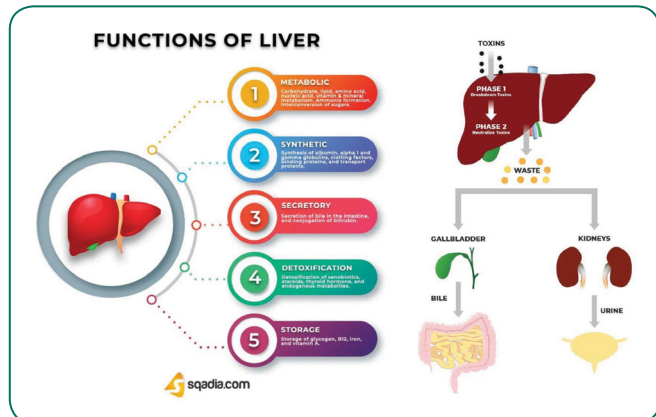 FUNCTIONS OF LIVER
1
METABOLIC
Carbohydrate, lipid, amino acid,
nucleic acid, vitamin & mineral
metabolism. Ammonia formation.
Interconversion of sugars.
2
SYNTHETIC
Synthesis of albumin, alpha 1 and
gamma globulins, clotting factors,
binding proteins, and transport
proteins.
3
SECRETORY
Secretion of bile in the intestine,
and conjugation of bilirubin.
4
DETOXIFICATION
Detoxification of xenobiotics,
steroids, thyroid hormone, and
endogenous metabolites.
5
STORAGE
Storage of glycogen, B12, iron,
and vitamin A.
sqadia.com
TOXINS
PHASE 1
Breakdown Toxins
PHASE 2
Neutralize Toxins
WASTE
GALLBLADDER
KIDNEYS
BILE
URINE